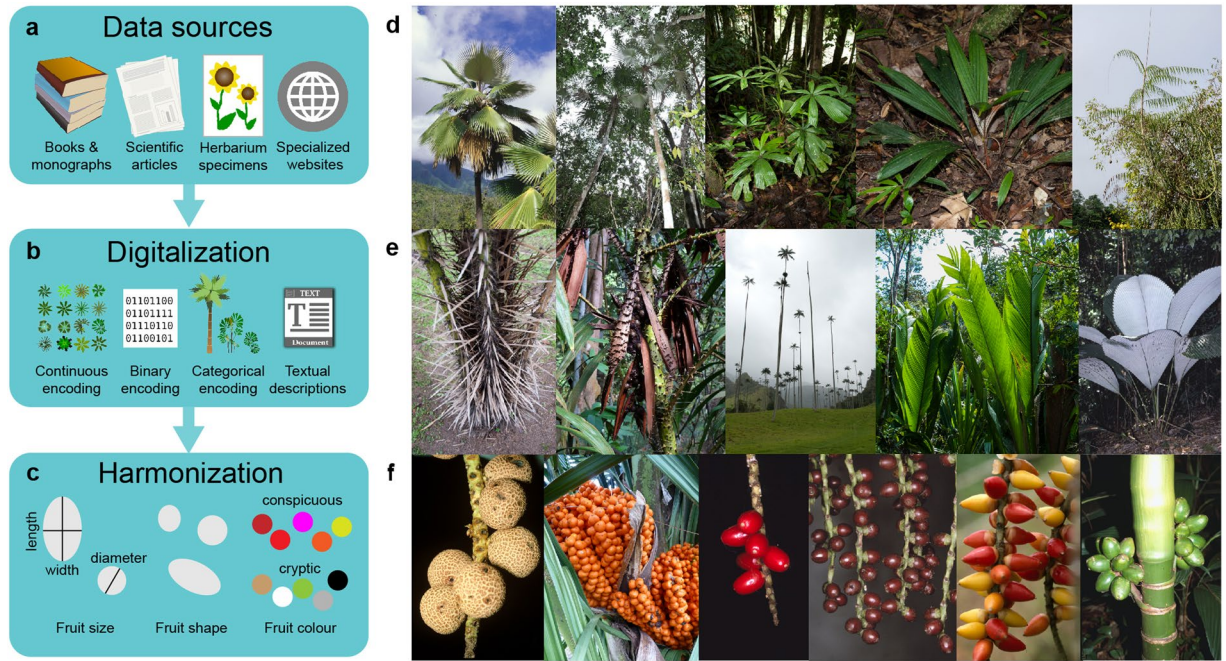 a Data sources
Books &
monographs
Scientific
articles
Herbarium
specimens
Specialized
websites
b Digitalization
01101100
01101111
01110110
01100101
TEXT
T
Document
Continuous
encoding
Binary
encoding
Categorical
encoding
Textual
descriptions
c Harmonization
length
width
diameter
conspicuous
cryptic
Fruit size
Fruit shape
Fruit colour
d
e
f